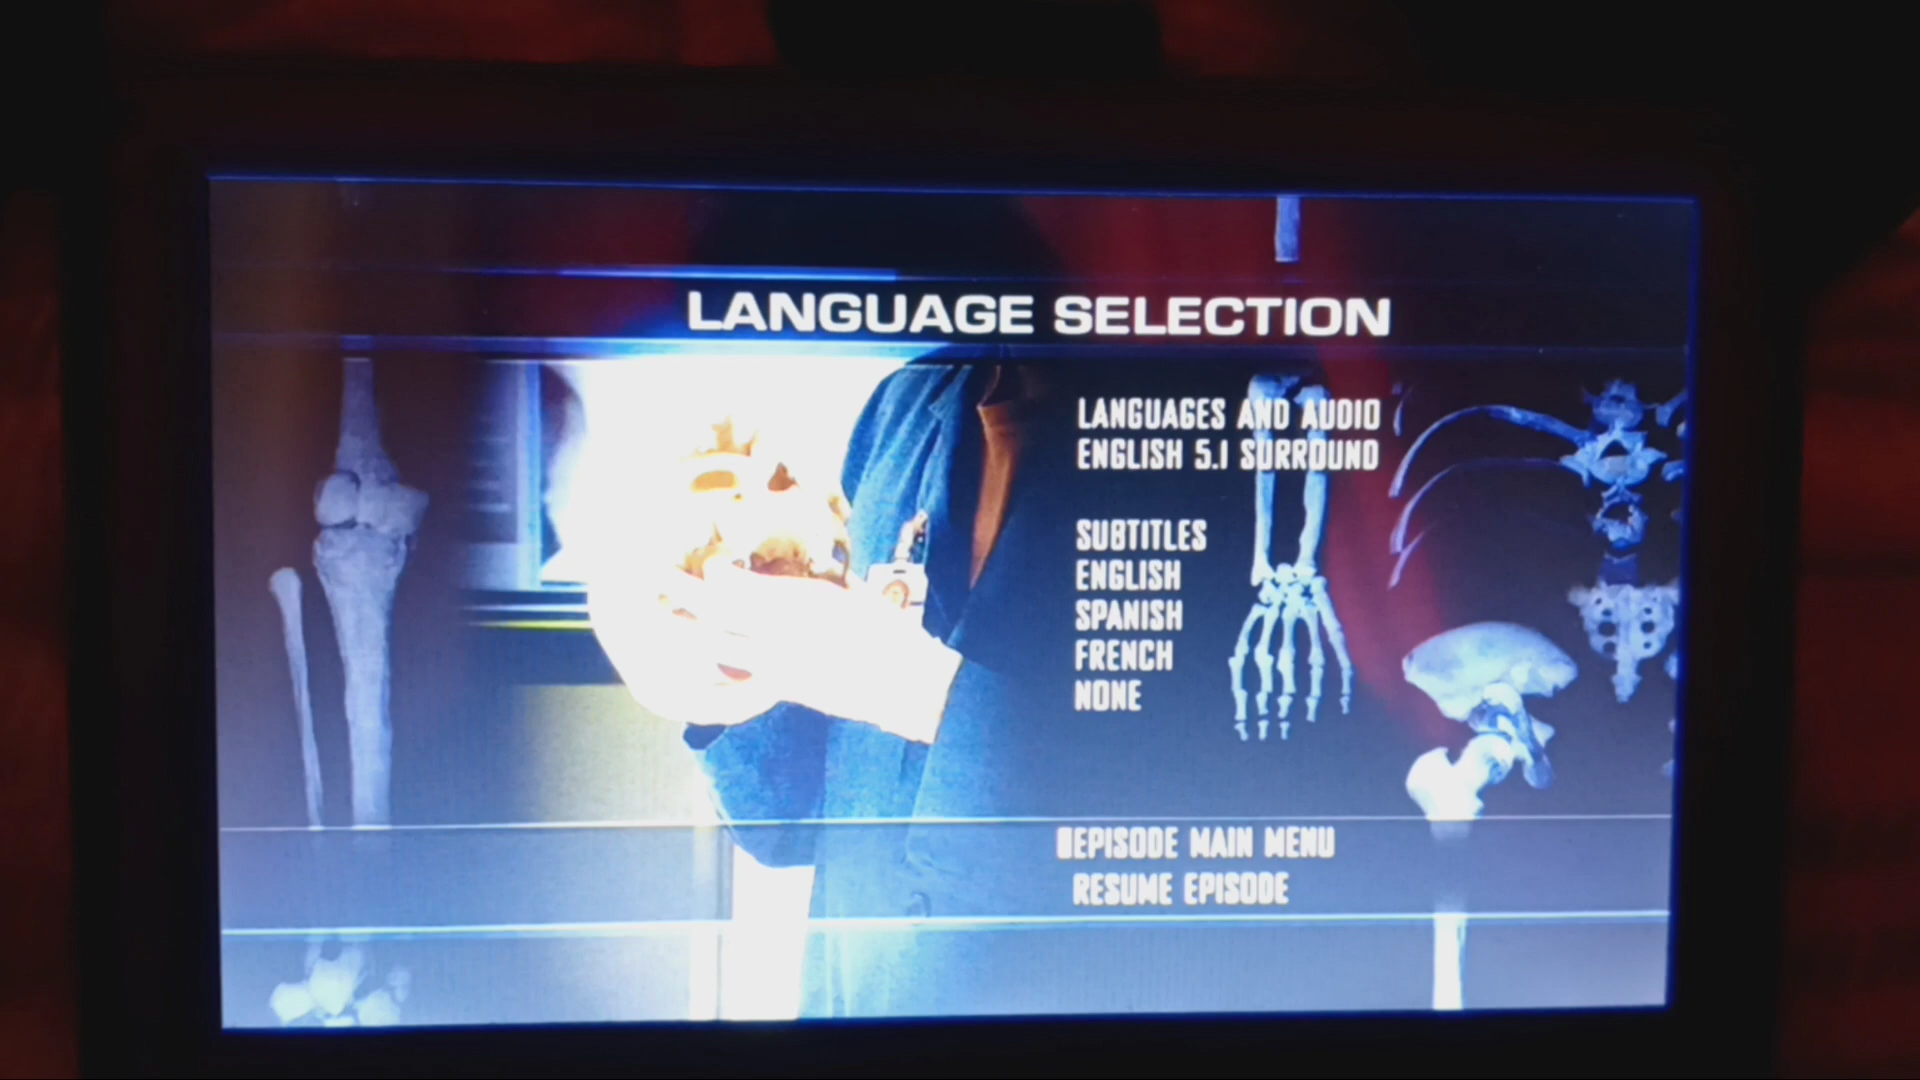 LANGUAGE SELECTION
LANGUAGES AND AUDIO
ENGLISH 5.1 SURROUND
SUBTITLES
ENGLISH
SPANISH
FRENCH
NONE
EPISODE MAIN MENU
RESUME EPISODE